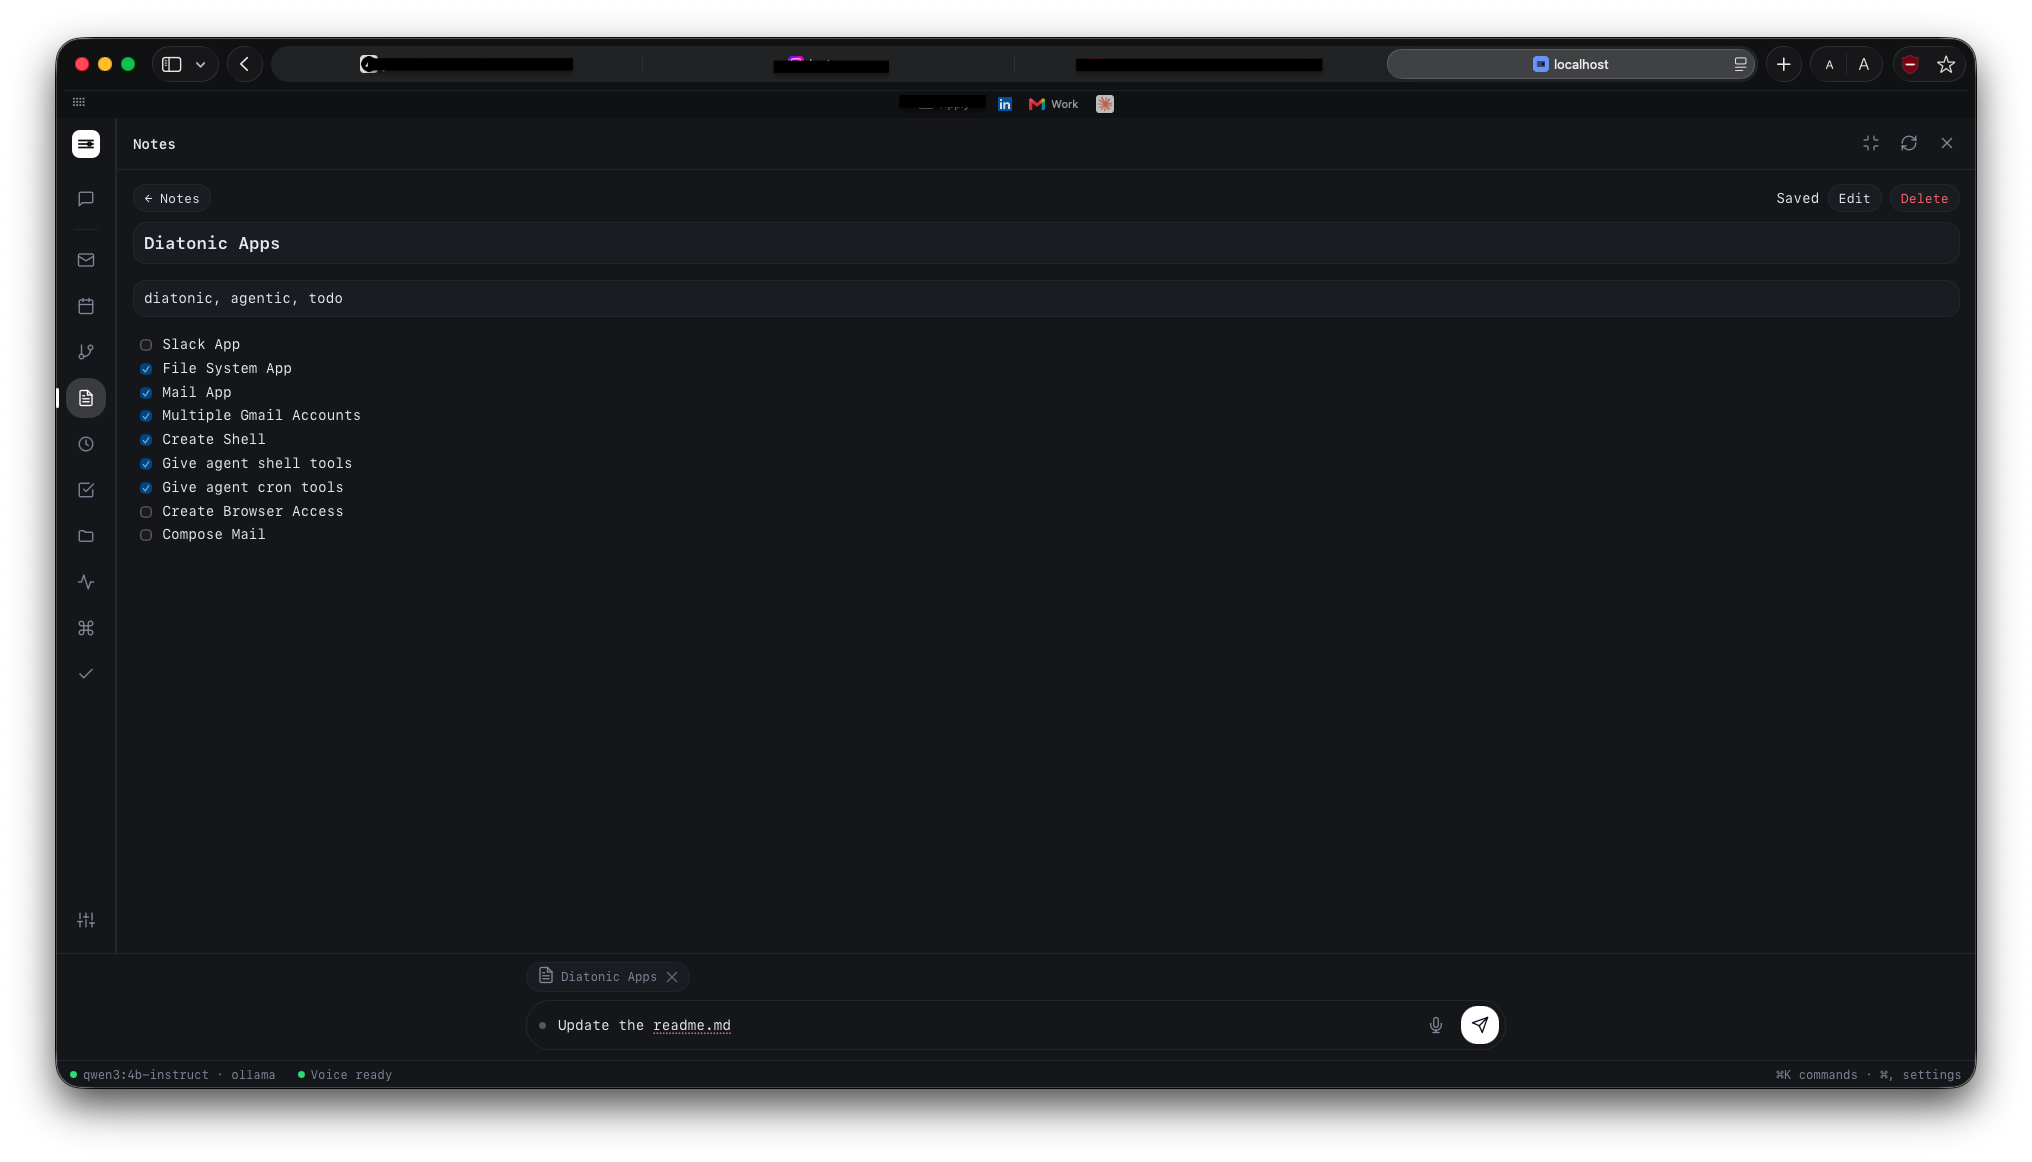 localhost
A A
in
Work
Notes
← Notes
Saved Edit Delete
Diatonic Apps
diatonic, agentic, todo
Slack App
File System App
Mail App
Multiple Gmail Accounts
Create Shell
Give agent shell tools
Give agent cron tools
Create Browser Access
Compose Mail
Diatonic Apps
Update the readme.md
qwen3:4b-instruct · ollama
Voice ready
⌘K commands · ⌘, settings